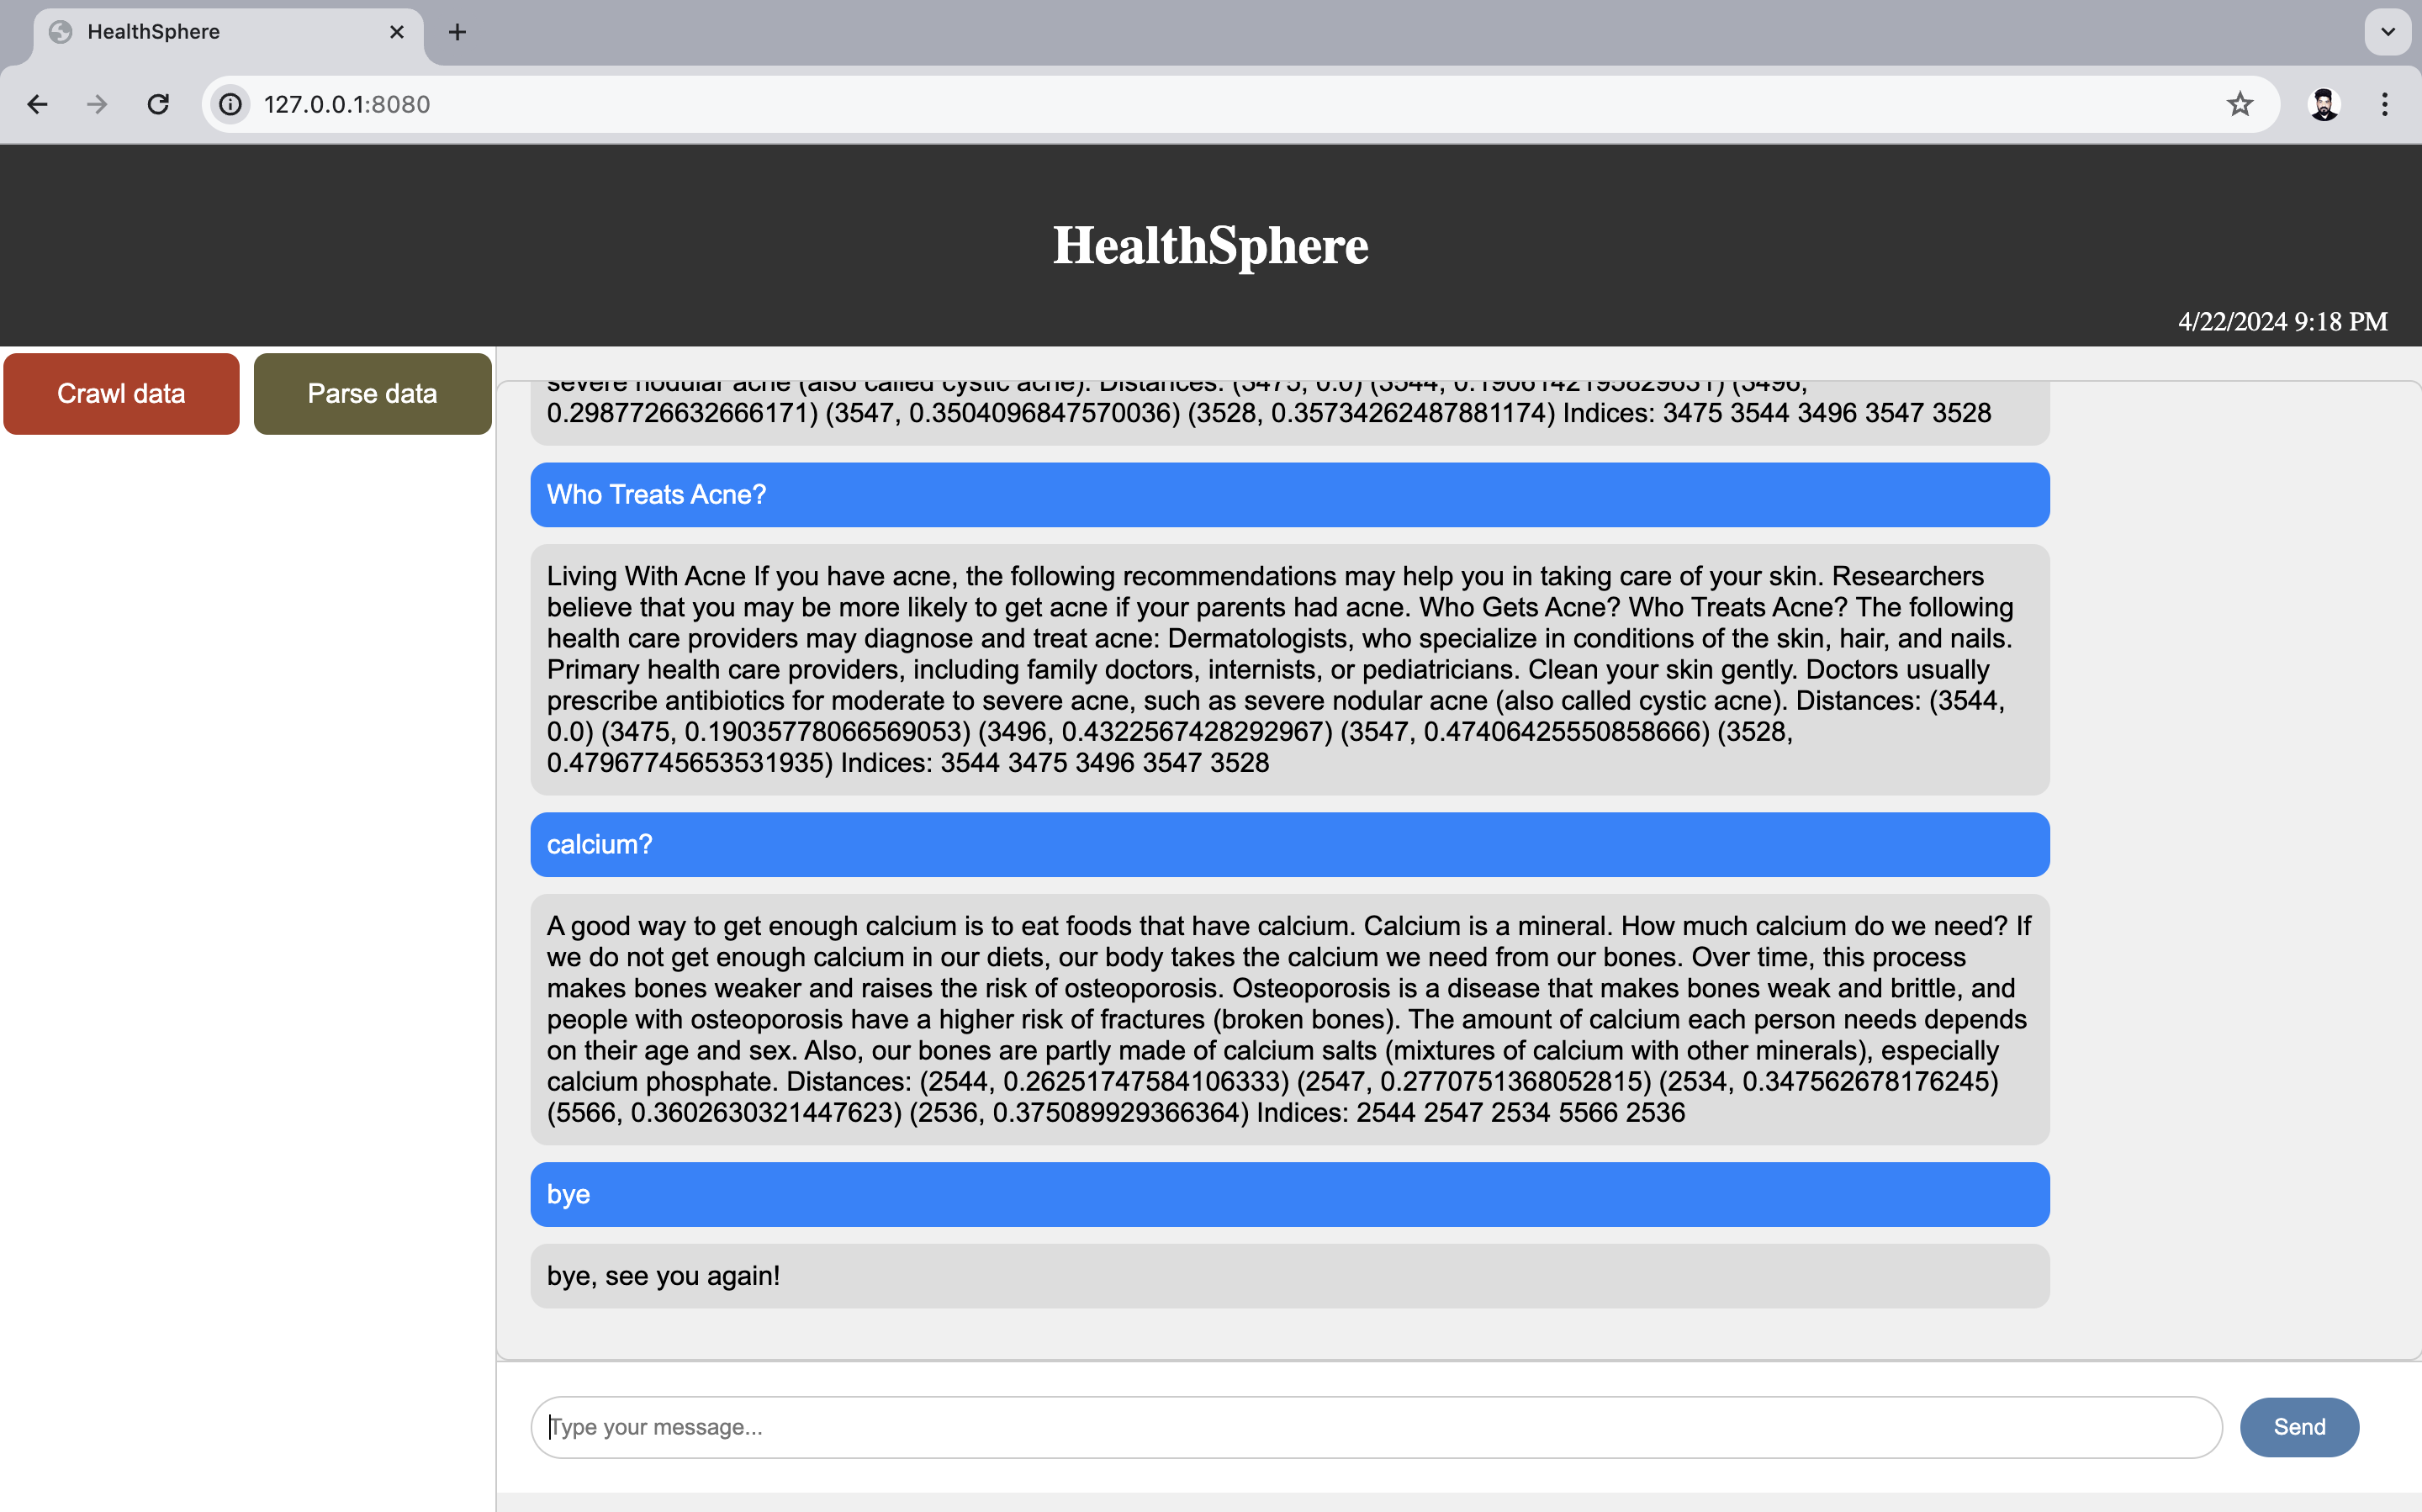 HealthSphere
127.0.0.1:8080
HealthSphere
4/22/2024 9:18 PM
Crawl data
Parse data
severe nodular acne (also called cystic acne). Distances: (3475, 0.0) (3544, 0.1906142195829631) (3496,
0.2987726632666171) (3547, 0.3504096847570036) (3528, 0.35734262487881174) Indices: 3475 3544 3496 3547 3528
Who Treats Acne?
Living With Acne If you have acne, the following recommendations may help you in taking care of your skin. Researchers
believe that you may be more likely to get acne if your parents had acne. Who Gets Acne? Who Treats Acne? The following
health care providers may diagnose and treat acne: Dermatologists, who specialize in conditions of the skin, hair, and nails.
Primary health care providers, including family doctors, internists, or pediatricians. Clean your skin gently. Doctors usually
prescribe antibiotics for moderate to severe acne, such as severe nodular acne (also called cystic acne). Distances: (3544,
0.0) (3475, 0.19035778066569053) (3496, 0.4322567428292967) (3547, 0.47406425550858666) (3528,
0.47967745653531935) Indices: 3544 3475 3496 3547 3528
calcium?
A good way to get enough calcium is to eat foods that have calcium. Calcium is a mineral. How much calcium do we need? If
we do not get enough calcium in our diets, our body takes the calcium we need from our bones. Over time, this process
makes bones weaker and raises the risk of osteoporosis. Osteoporosis is a disease that makes bones weak and brittle, and
people with osteoporosis have a higher risk of fractures (broken bones). The amount of calcium each person needs depends
on their age and sex. Also, our bones are partly made of calcium salts (mixtures of calcium with other minerals), especially
calcium phosphate. Distances: (2544, 0.26251747584106333) (2547, 0.2770751368052815) (2534, 0.347562678176245)
(5566, 0.3602630321447623) (2536, 0.375089929366364) Indices: 2544 2547 2534 5566 2536
bye
bye, see you again!
Type your message...
Send